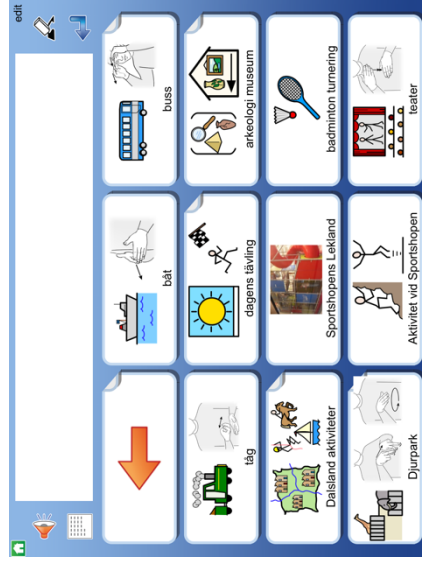 edit
båt
buss
tåg
dagens tävling
arkeologi museum
Dalsland aktiviteter
Sportshopens Lekland
badminton turnering
Djurpark
Aktivitet vid Sportshopen
teater